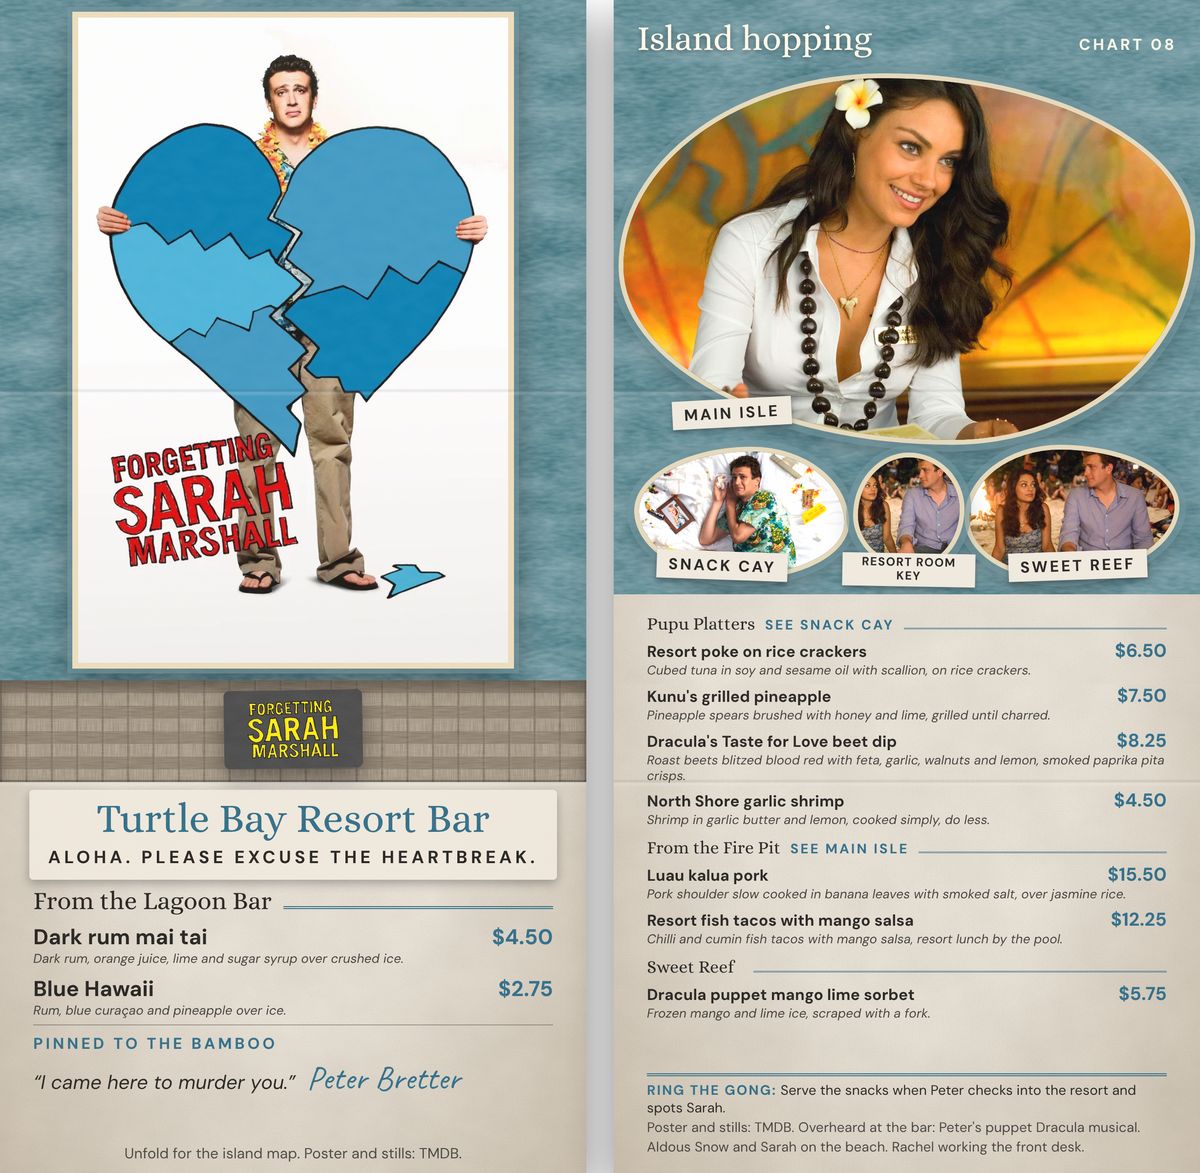 FORGETTING
SARAH
MARSHALL
FORGETTING
SARAH
MARSHALL
Turtle Bay Resort Bar
ALOHA. PLEASE EXCUSE THE HEARTBREAK.
From the Lagoon Bar
Dark rum mai tai $4.50
Dark rum, orange juice, lime and sugar syrup over crushed ice.
Blue Hawaii $2.75
Rum, blue curaçao and pineapple over ice.
PINNED TO THE BAMBOO
“I came here to murder you.” Peter Bretter
Unfold for the island map. Poster and stills: TMDB.
Island hopping CHART 08
MAIN ISLE
SNACK CAY
RESORT ROOM
KEY
SWEET REEF
Pupu Platters SEE SNACK CAY
Resort poke on rice crackers $6.50
Cubed tuna in soy and sesame oil with scallion, on rice crackers.
Kunu's grilled pineapple $7.50
Pineapple spears brushed with honey and lime, grilled until charred.
Dracula's Taste for Love beet dip $8.25
Roast beets blitzed blood red with feta, garlic, walnuts and lemon, smoked paprika pita
crisps.
North Shore garlic shrimp $4.50
Shrimp in garlic butter and lemon, cooked simply, do less.
From the Fire Pit SEE MAIN ISLE
Luau kalua pork $15.50
Pork shoulder slow cooked in banana leaves with smoked salt, over jasmine rice.
Resort fish tacos with mango salsa $12.25
Chilli and cumin fish tacos with mango salsa, resort lunch by the pool.
Sweet Reef
Dracula puppet mango lime sorbet $5.75
Frozen mango and lime ice, scraped with a fork.
RING THE GONG: Serve the snacks when Peter checks into the resort and
spots Sarah.
Poster and stills: TMDB. Overheard at the bar: Peter's puppet Dracula musical.
Aldous Snow and Sarah on the beach. Rachel working the front desk.